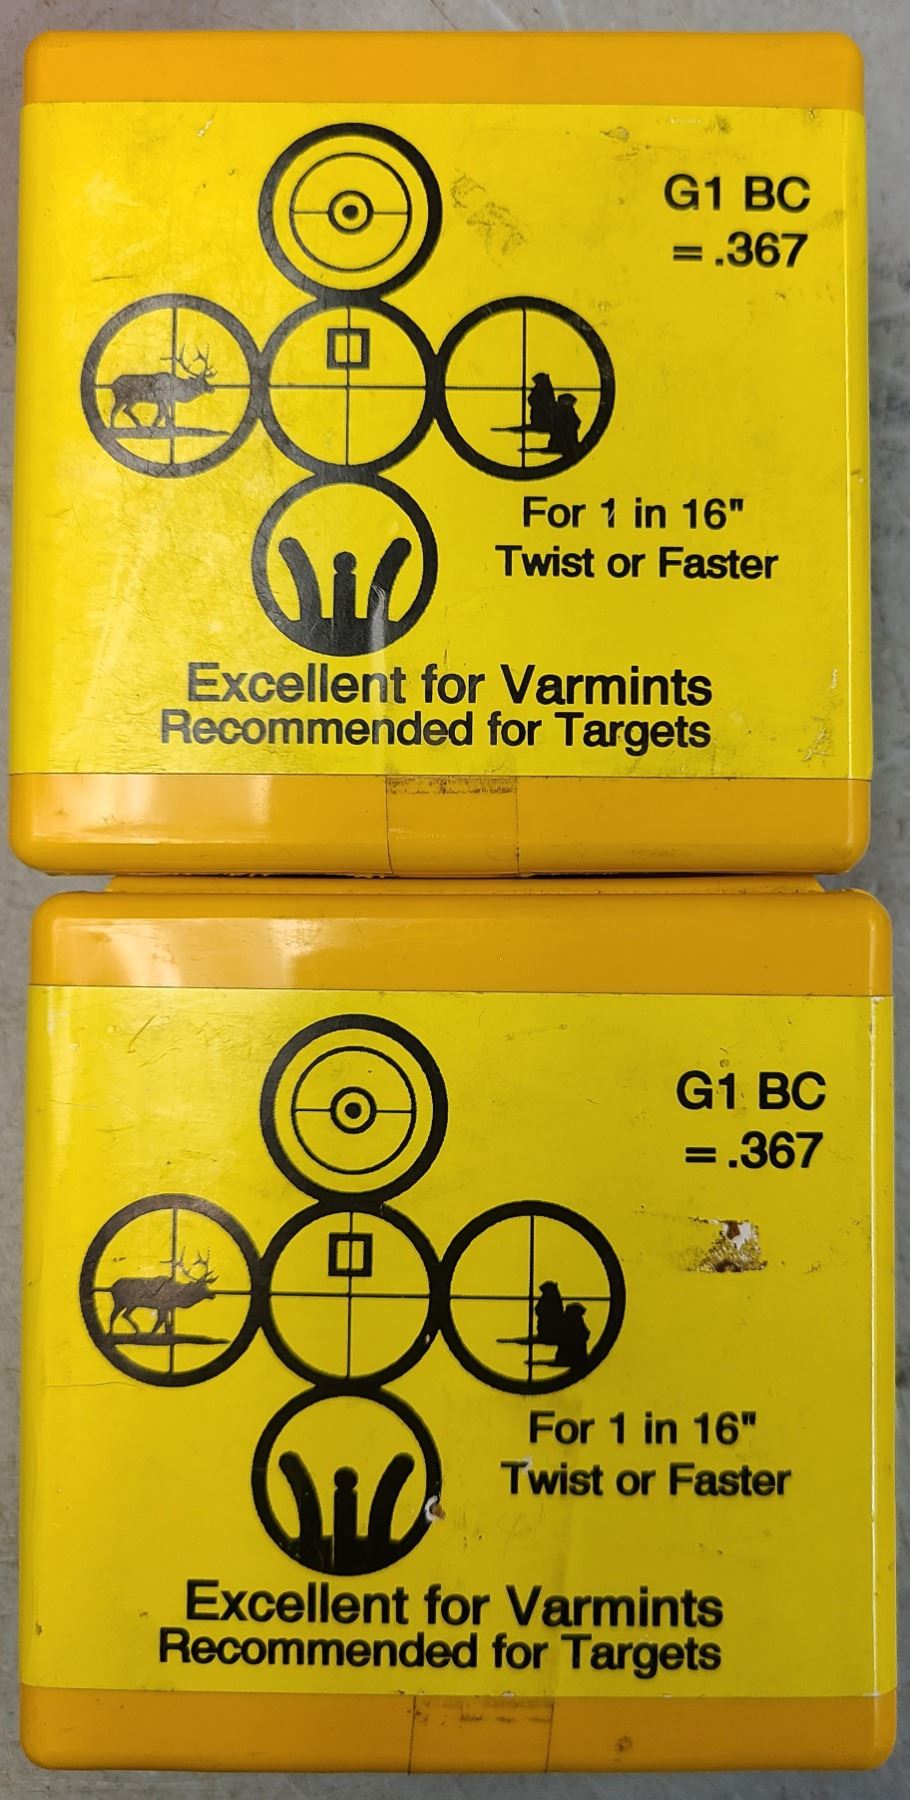 G1 BC
= .367
For 1 in 16"
Twist or Faster
Excellent for Varmints
Recommended for Targets
G1 BC
= .367
For 1 in 16"
Twist or Faster
Excellent for Varmints
Recommended for Targets